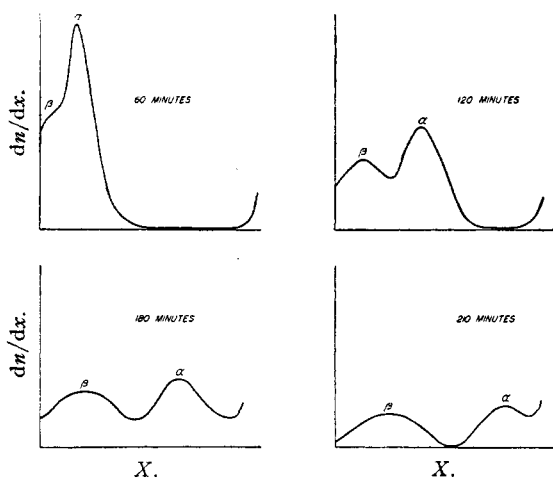 dn/dx.
β
60 MINUTES
β
α
120 MINUTES
dn/dx.
β
α
180 MINUTES
X.
β
α
210 MINUTES
X.